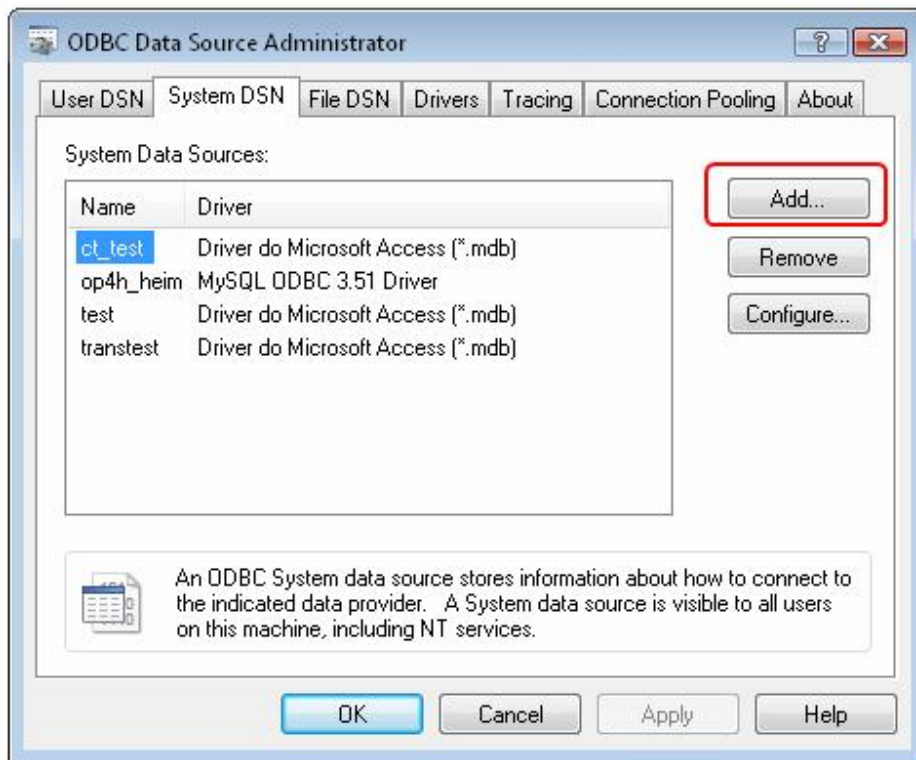 ODBC Data Source Administrator
User DSN System DSN File DSN Drivers Tracing Connection Pooling About
System Data Sources:
Name Driver
ct_test Driver do Microsoft Access (*.mdb)
op4h_heim MySQL ODBC 3.51 Driver
test Driver do Microsoft Access (*.mdb)
transtest Driver do Microsoft Access (*.mdb)
Add...
Remove
Configure...
An ODBC System data source stores information about how to connect to
the indicated data provider. A System data source is visible to all users
on this machine, including NT services.
OK Cancel Apply Help